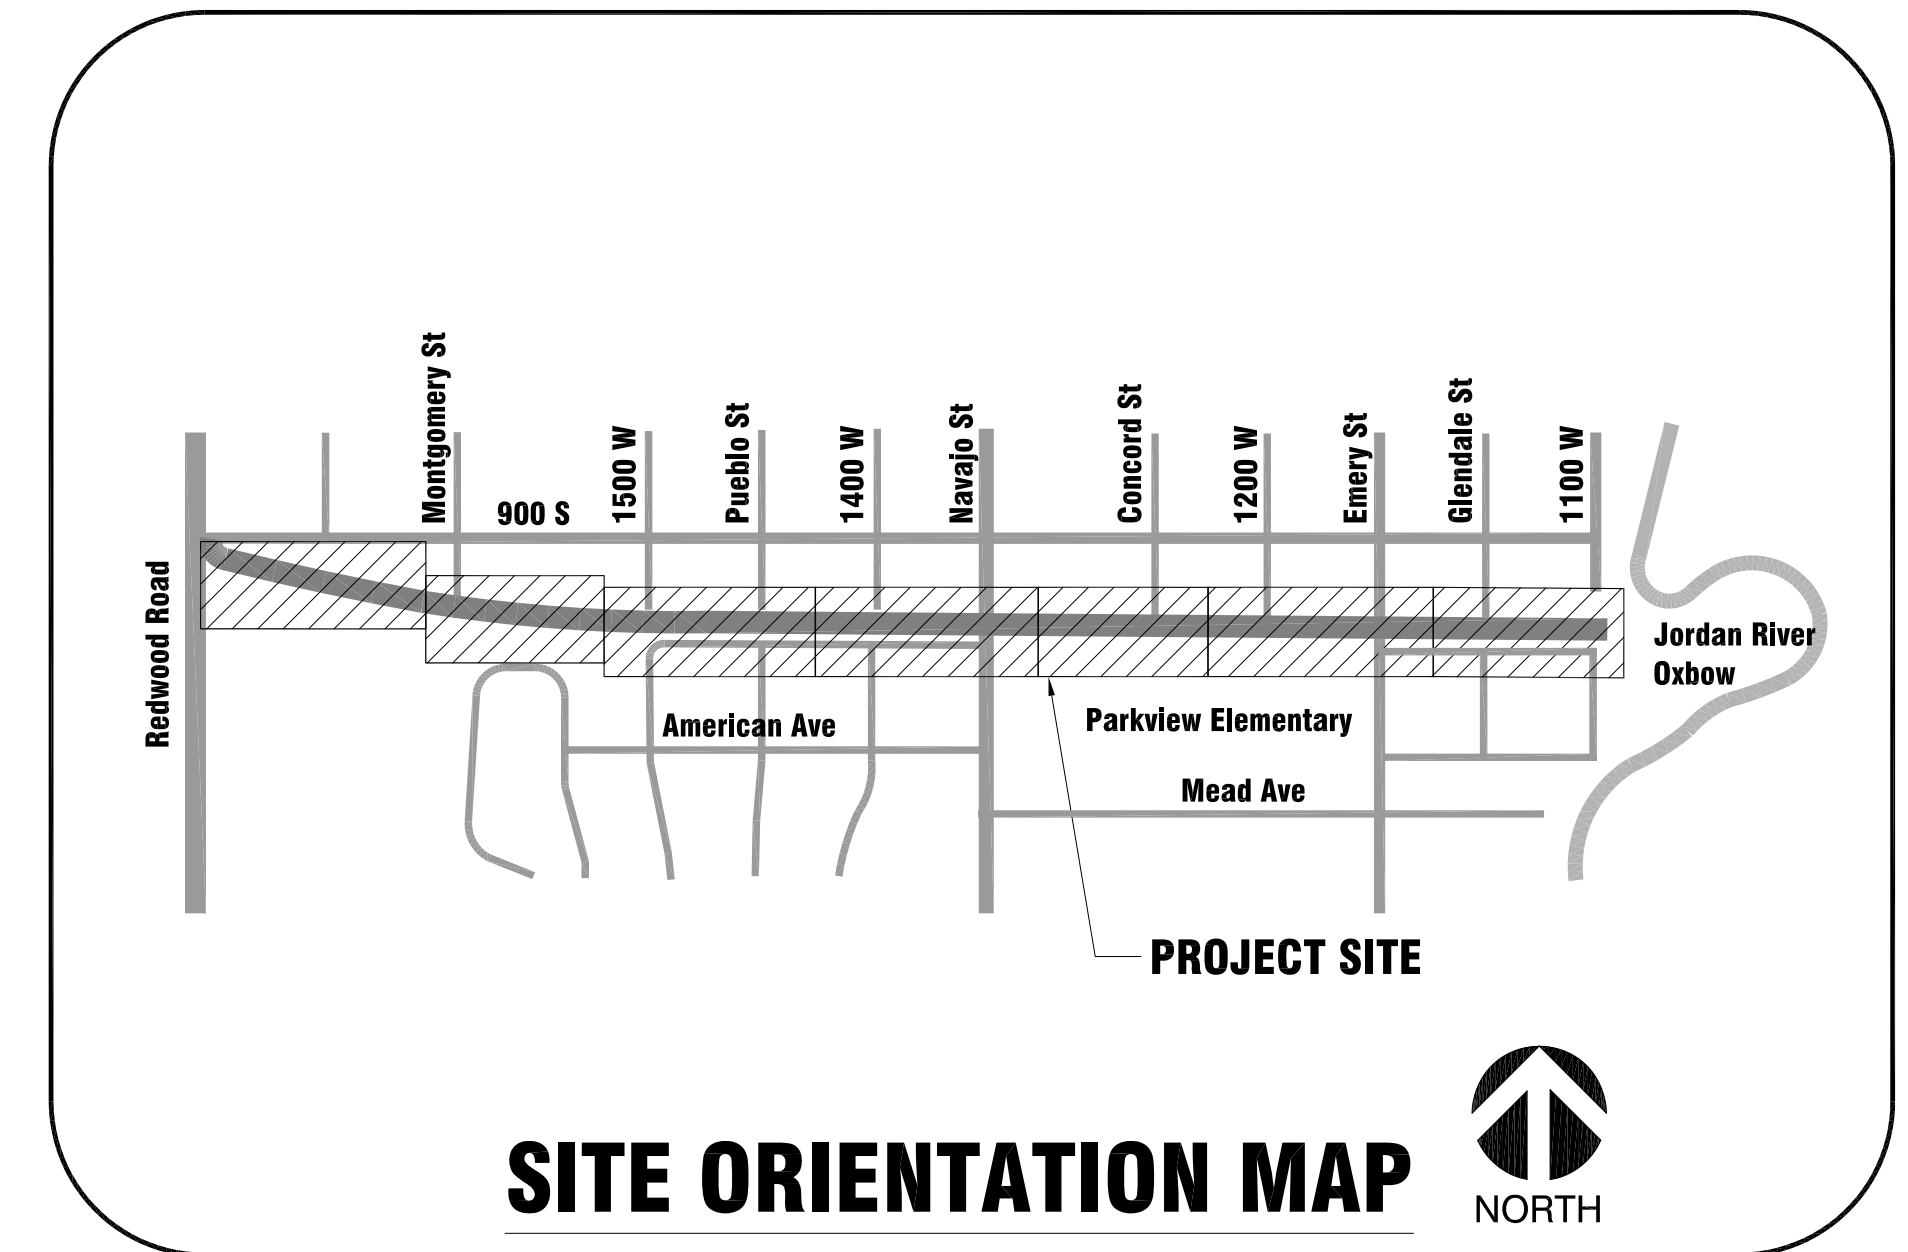 Montgomery St
900 S
1500 W
Pueblo St
1400 W
Navajo St
Concord St
1200 W
Emery St
Glendale St
1100 W
Redwood Road
Jordan River
Oxbow
American Ave
Parkview Elementary
Mead Ave
PROJECT SITE
SITE ORIENTATION MAP
NORTH